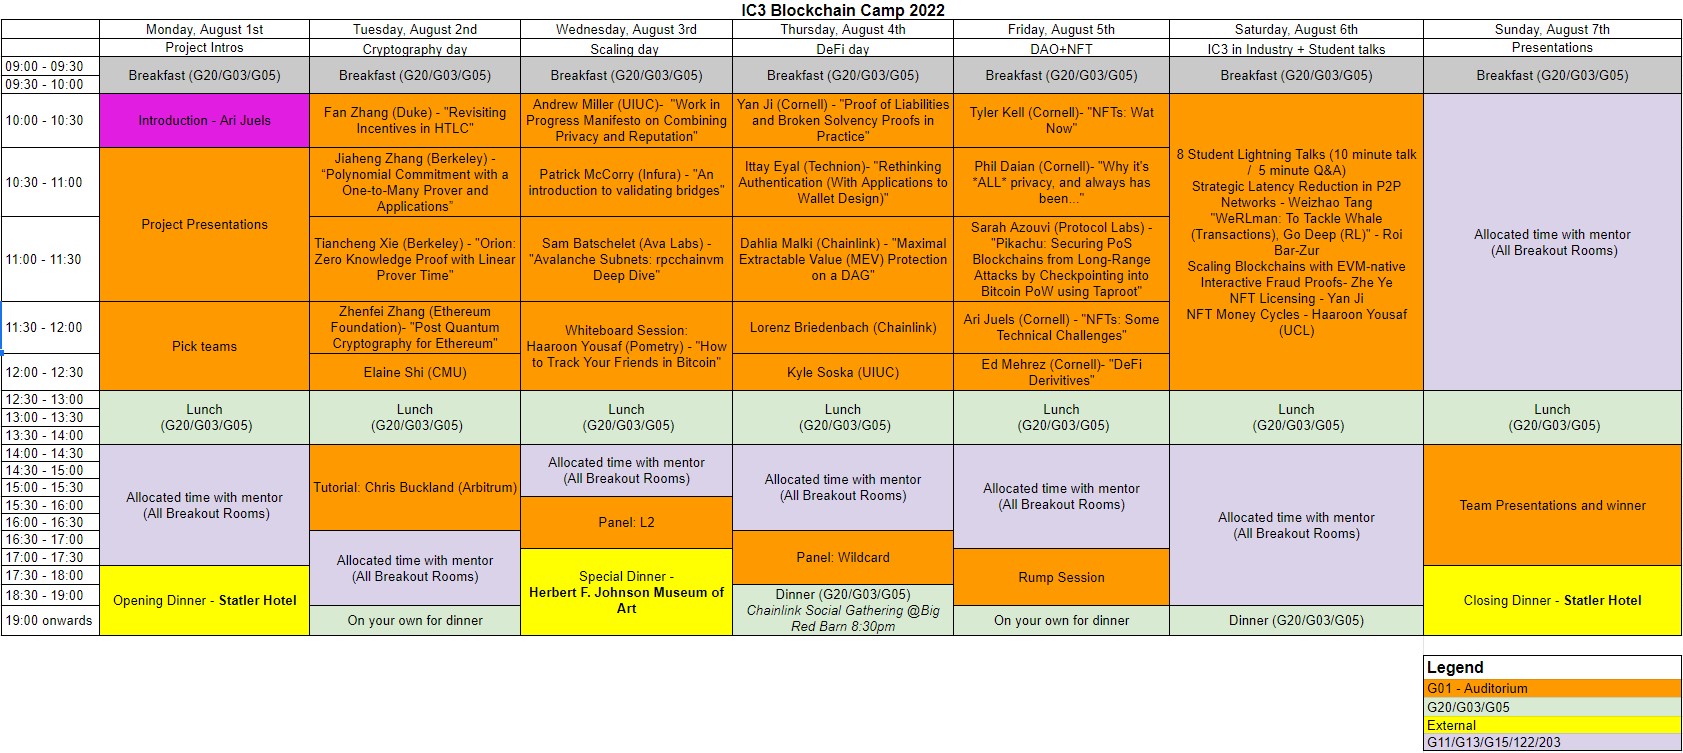 IC3 Blockchain Camp 2022
Monday, August 1st
Tuesday, August 2nd
Wednesday, August 3rd
Thursday, August 4th
Friday, August 5th
Saturday, August 6th
Sunday, August 7th
Project Intros
Cryptography day
Scaling day
DeFi day
DAO+NFT
IC3 in Industry + Student talks
Presentations
09:00 - 09:30
09:30 - 10:00
Breakfast (G20/G03/G05)
Breakfast (G20/G03/G05)
Breakfast (G20/G03/G05)
Breakfast (G20/G03/G05)
Breakfast (G20/G03/G05)
Breakfast (G20/G03/G05)
Breakfast (G20/G03/G05)
10:00 - 10:30
Introduction - Ari Juels
Fan Zhang (Duke) - "Revisiting
Incentives in HTLC"
Andrew Miller (UIUC)- "Work in
Progress Manifesto on Combining
Privacy and Reputation"
Yan Ji (Cornell) - "Proof of Liabilities
and Broken Solvency Proofs in
Practice"
Tyler Kell (Cornell)- "NFTs: Wat
Now"
8 Student Lightning Talks (10 minute talk
/ 5 minute Q&A)
Strategic Latency Reduction in P2P
Networks - Weizhao Tang
"WeRLman: To Tackle Whale
(Transactions), Go Deep (RL)" - Roi
Bar-Zur
Scaling Blockchains with EVM-native
Interactive Fraud Proofs- Zhe Ye
NFT Licensing - Yan Ji
NFT Money Cycles - Haaroon Yousaf
(UCL)
Allocated time with mentor
(All Breakout Rooms)
10:30 - 11:00
Project Presentations
Jiaheng Zhang (Berkeley) -
“Polynomial Commitment with a
One-to-Many Prover and
Applications”
Patrick McCorry (Infura) - "An
introduction to validating bridges"
Ittay Eyal (Technion)- "Rethinking
Authentication (With Applications to
Wallet Design)"
Phil Daian (Cornell)- "Why it's
*ALL* privacy, and always has
been..."
11:00 - 11:30
Tiancheng Xie (Berkeley) - "Orion:
Zero Knowledge Proof with Linear
Prover Time"
Sam Batschelet (Ava Labs) -
"Avalanche Subnets: rpcchainvm
Deep Dive"
Dahlia Malki (Chainlink) - "Maximal
Extractable Value (MEV) Protection
on a DAG"
Sarah Azouvi (Protocol Labs) -
"Pikachu: Securing PoS
Blockchains from Long-Range
Attacks by Checkpointing into
Bitcoin PoW using Taproot"
11:30 - 12:00
Pick teams
Zhenfei Zhang (Ethereum
Foundation)- "Post Quantum
Cryptography for Ethereum"
Whiteboard Session:
Haaroon Yousaf (Pometry) - "How
to Track Your Friends in Bitcoin"
Lorenz Briedenbach (Chainlink)
Ari Juels (Cornell) - "NFTs: Some
Technical Challenges"
12:00 - 12:30
Elaine Shi (CMU)
Kyle Soska (UIUC)
Ed Mehrez (Cornell)- "DeFi
Derivitives"
12:30 - 13:00
13:00 - 13:30
13:30 - 14:00
Lunch
(G20/G03/G05)
Lunch
(G20/G03/G05)
Lunch
(G20/G03/G05)
Lunch
(G20/G03/G05)
Lunch
(G20/G03/G05)
Lunch
(G20/G03/G05)
Lunch
(G20/G03/G05)
14:00 - 14:30
14:30 - 15:00
15:00 - 15:30
15:30 - 16:00
16:00 - 16:30
16:30 - 17:00
17:00 - 17:30
17:30 - 18:00
18:30 - 19:00
19:00 onwards
Allocated time with mentor
(All Breakout Rooms)
Opening Dinner - Statler Hotel
Tutorial: Chris Buckland (Arbitrum)
Allocated time with mentor
(All Breakout Rooms)
On your own for dinner
Allocated time with mentor
(All Breakout Rooms)
Panel: L2
Special Dinner -
Herbert F. Johnson Museum of
Art
Allocated time with mentor
(All Breakout Rooms)
Panel: Wildcard
Dinner (G20/G03/G05)
Chainlink Social Gathering @Big
Red Barn 8:30pm
Allocated time with mentor
(All Breakout Rooms)
Rump Session
On your own for dinner
Allocated time with mentor
(All Breakout Rooms)
Dinner (G20/G03/G05)
Team Presentations and winner
Closing Dinner - Statler Hotel
Legend
G01 - Auditorium
G20/G03/G05
External
G11/G13/G15/122/203